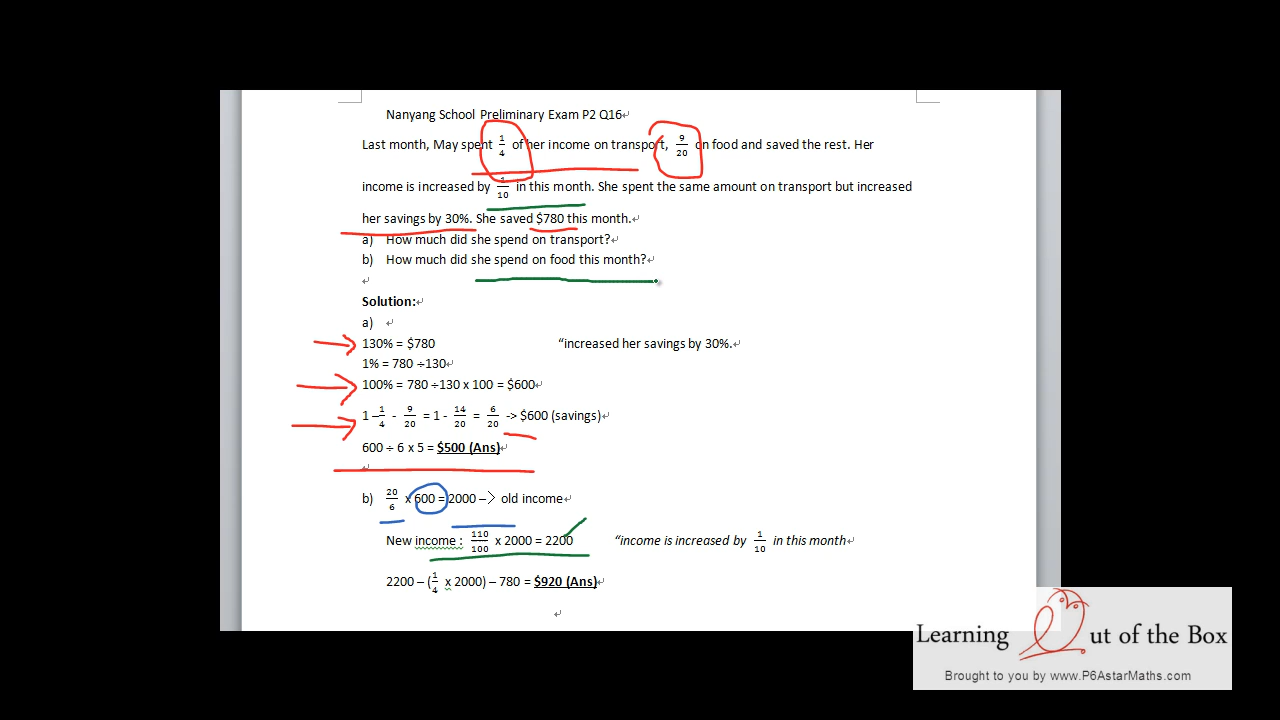 Nanyang School Preliminary Exam P2 Q16
Last month, May spent 1/4 of her income on transport, 9/20 on food and saved the rest. Her
income is increased by 1/10 in this month. She spent the same amount on transport but increased
her savings by 30%. She saved $780 this month.
a) How much did she spend on transport?
b) How much did she spend on food this month?
Solution:
a)
130% = $780 “increased her savings by 30%.
1% = 780 ÷130
100% = 780 ÷130 x 100 = $600
1 – 1/4 - 9/20 = 1 - 14/20 = 6/20 -> $600 (savings)
600 ÷ 6 x 5 = $500 (Ans)
b) 20/6 x 600 = 2000 –> old income
New income : 110/100 x 2000 = 2200 “income is increased by 1/10 in this month
2200 – (1/4 x 2000) – 780 = $920 (Ans)
Learning Out of the Box
Brought to you by www.P6AstarMaths.com